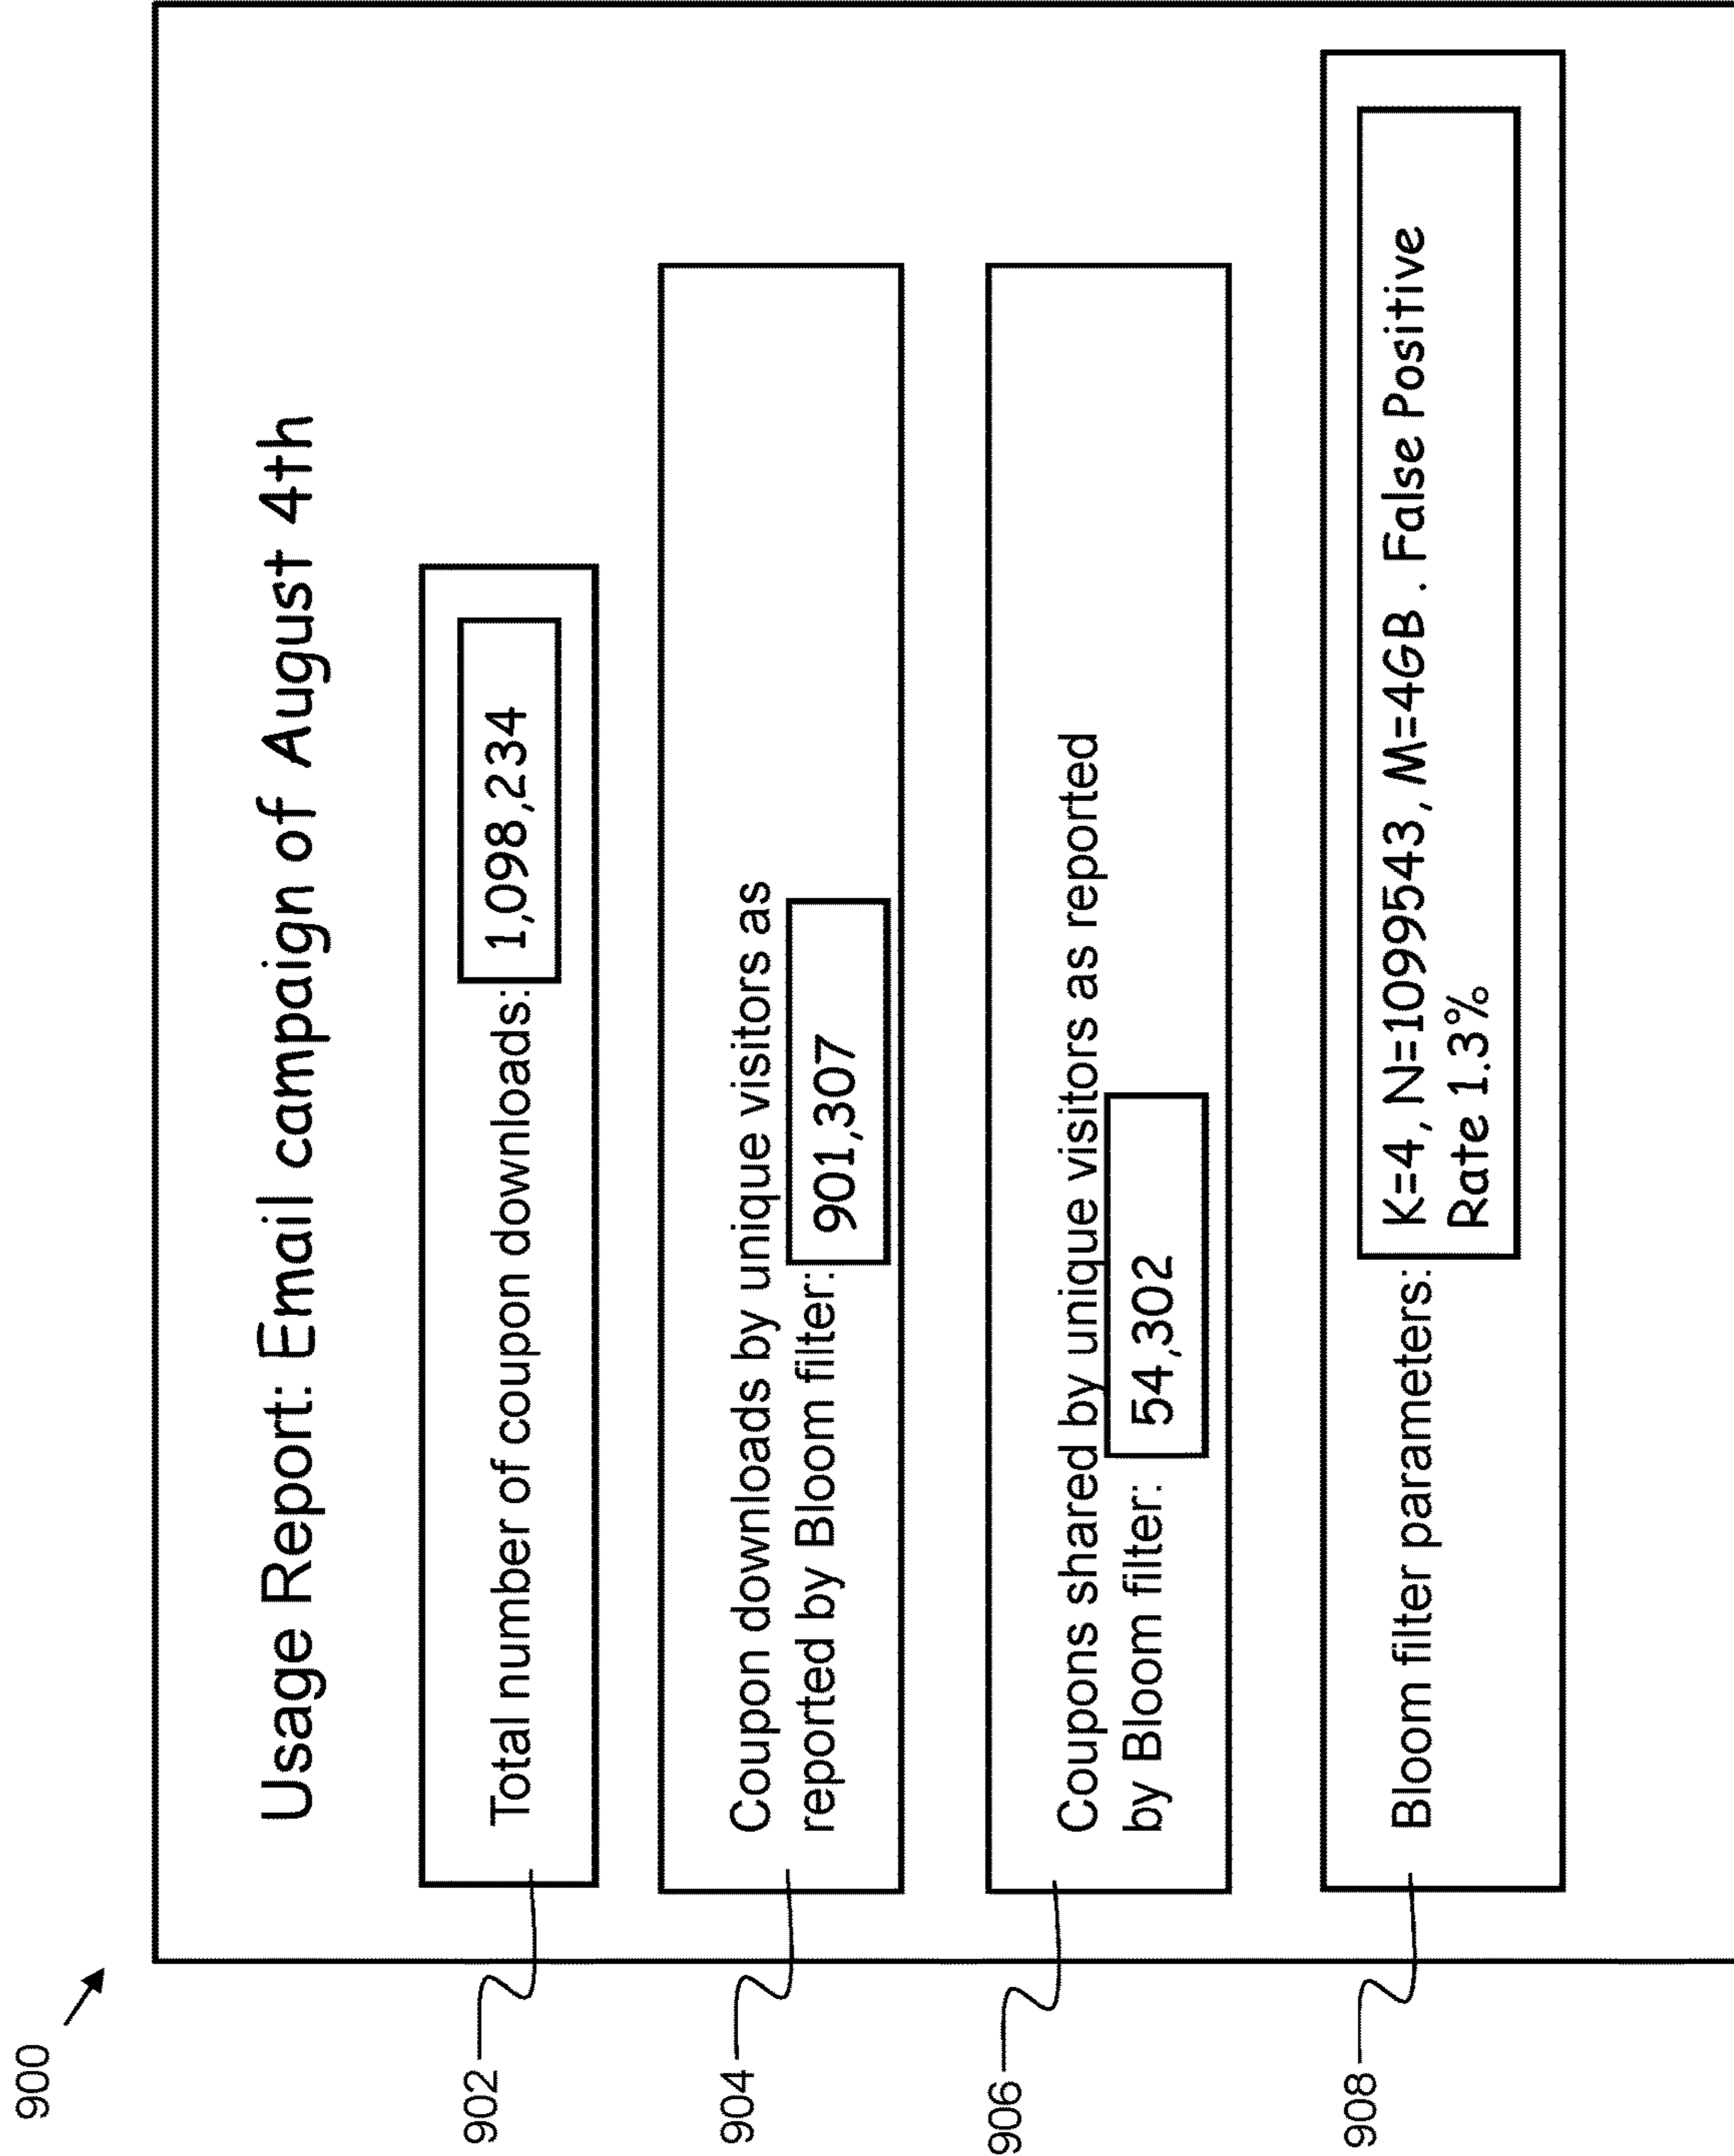 900
Usage Report: Email campaign of August 4th
902
Total number of coupon downloads: 1,098,234
904
Coupon downloads by unique visitors as
reported by Bloom filter: 901,307
906
Coupons shared by unique visitors as reported
by Bloom filter: 54,302
908
Bloom filter parameters: K=4, N=1099543, M=4GB. False Positive
Rate 1.3%